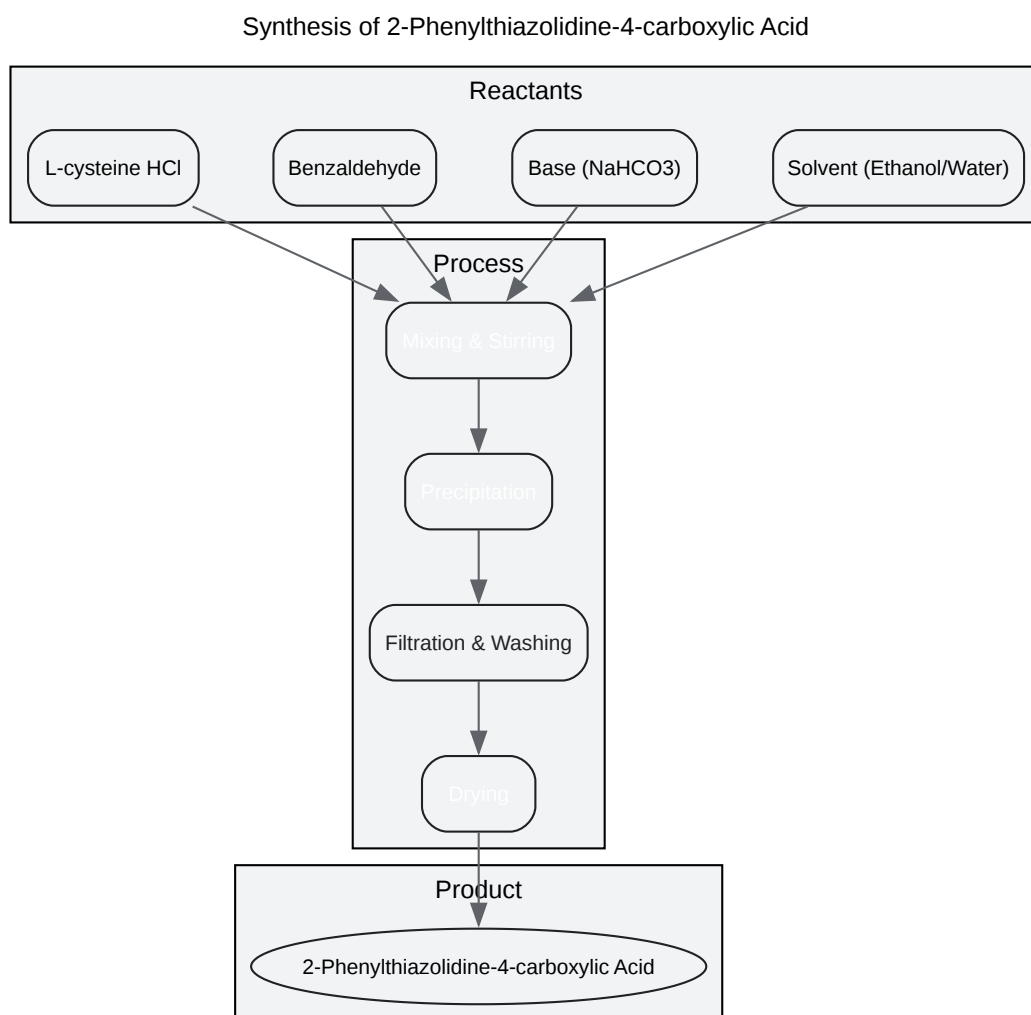 Synthesis of 2-Phenylthiazolidine-4-carboxylic Acid
Reactants
L-cysteine HCl
Benzaldehyde
Base (NaHCO3)
Solvent (Ethanol/Water)
Process
Mixing & Stirring
Precipitation
Filtration & Washing
Drying
Product
2-Phenylthiazolidine-4-carboxylic Acid